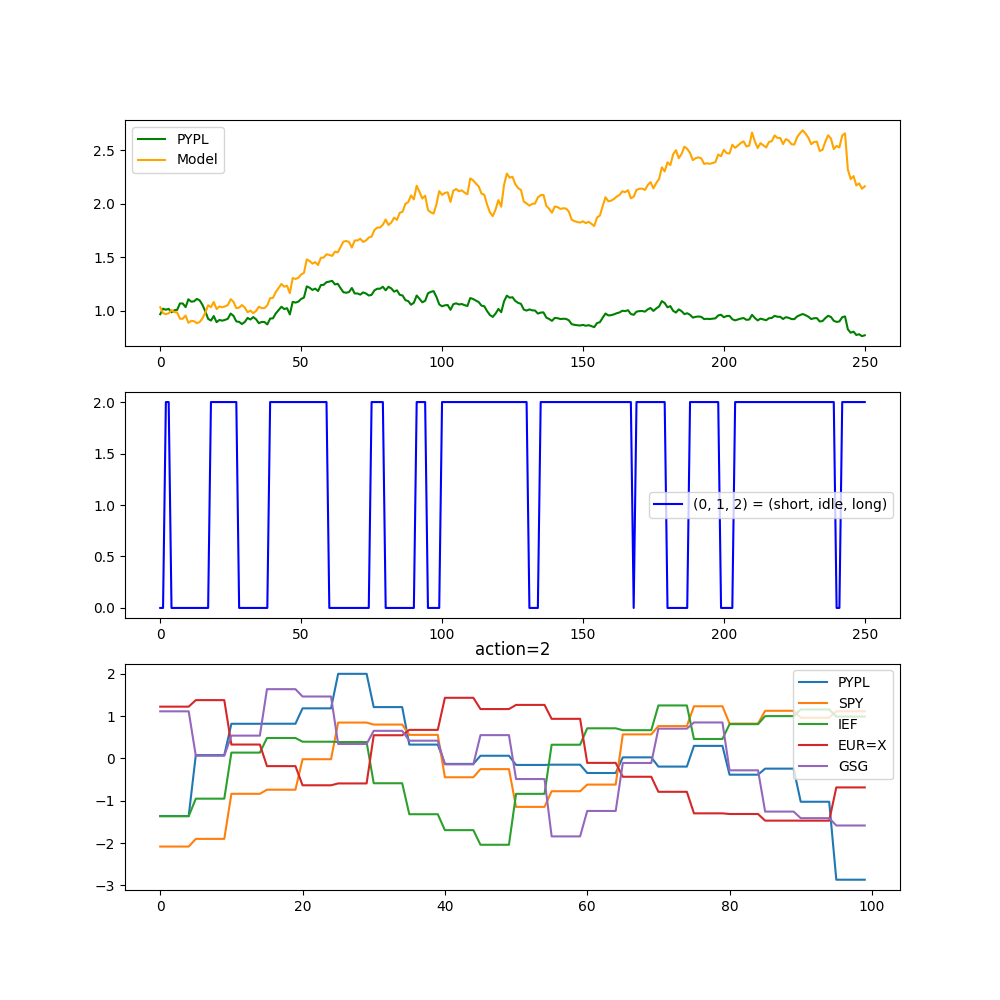 PYPL
Model
2.5
2.0
1.5
1.0
0 50 100 150 200 250
2.0
1.5
1.0
0.5
0.0
(0, 1, 2) = (short, idle, long)
0 50 100 150 200 250
action=2
2
1
0
−1
−2
−3
PYPL
SPY
IEF
EUR=X
GSG
0 20 40 60 80 100